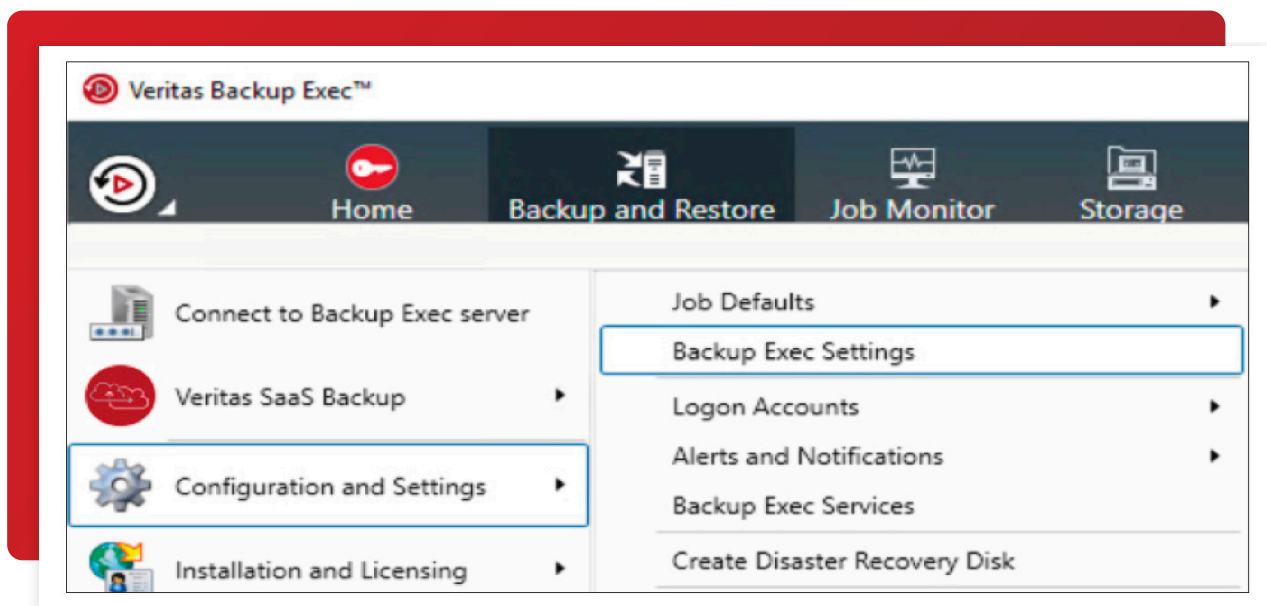 Veritas Backup Exec™
Home
Backup and Restore
Job Monitor
Storage
Connect to Backup Exec server
Veritas SaaS Backup
Configuration and Settings
Installation and Licensing
Job Defaults
Backup Exec Settings
Logon Accounts
Alerts and Notifications
Backup Exec Services
Create Disaster Recovery Disk